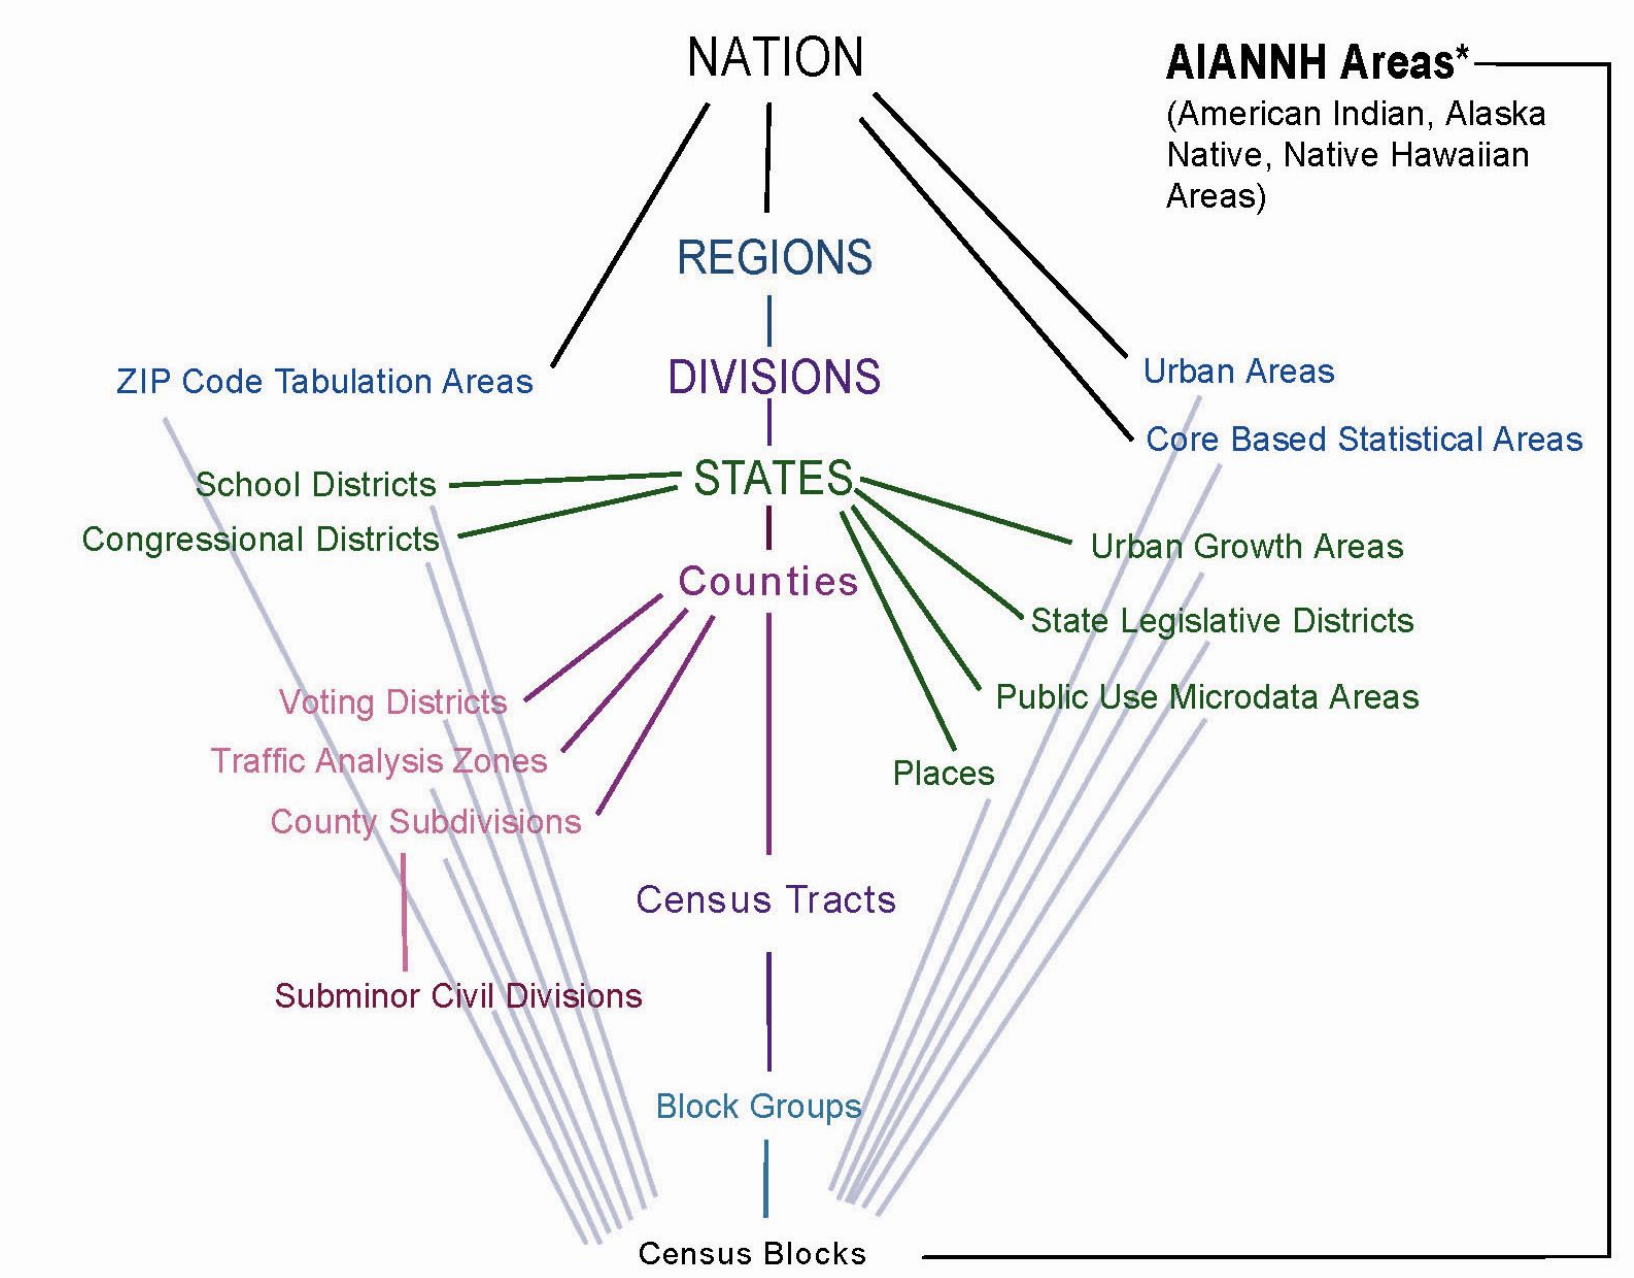 NATION
AIANNH Areas*
(American Indian, Alaska
Native, Native Hawaiian
Areas)
REGIONS
ZIP Code Tabulation Areas
DIVISIONS
Urban Areas
Core Based Statistical Areas
School Districts
STATES
Congressional Districts
Urban Growth Areas
Counties
State Legislative Districts
Voting Districts
Public Use Microdata Areas
Traffic Analysis Zones
Places
County Subdivisions
Census Tracts
Subminor Civil Divisions
Block Groups
Census Blocks